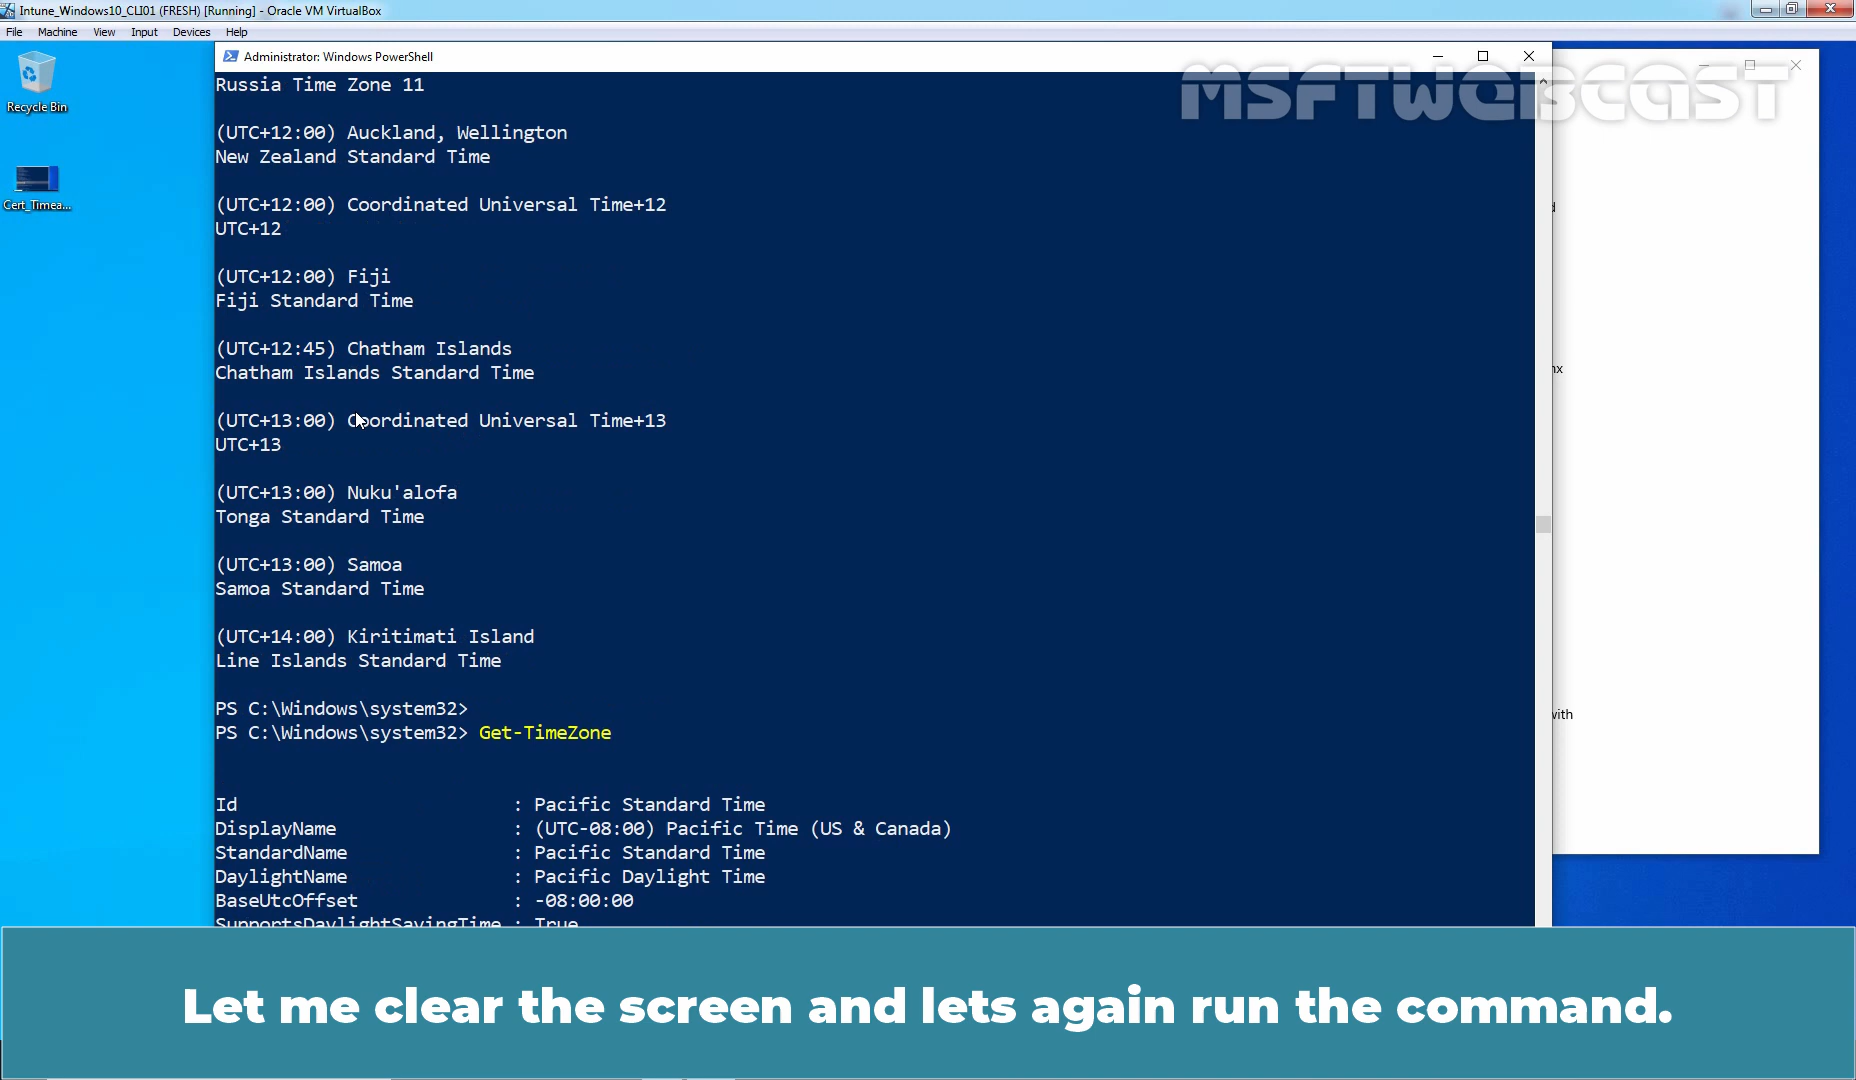 Intune_Windows10_CLI01 (FRESH) [Running] - Oracle VM VirtualBox
File Machine View Input Devices Help
Administrator: Windows PowerShell
MSFTWEBCAST
Recycle Bin
Cert_Timea...
Russia Time Zone 11
(UTC+12:00) Auckland, Wellington
New Zealand Standard Time
(UTC+12:00) Coordinated Universal Time+12
UTC+12
(UTC+12:00) Fiji
Fiji Standard Time
(UTC+12:45) Chatham Islands
Chatham Islands Standard Time
(UTC+13:00) Coordinated Universal Time+13
UTC+13
(UTC+13:00) Nuku'alofa
Tonga Standard Time
(UTC+13:00) Samoa
Samoa Standard Time
(UTC+14:00) Kiritimati Island
Line Islands Standard Time
PS C:\Windows\system32>
PS C:\Windows\system32> Get-TimeZone
Id : Pacific Standard Time
DisplayName : (UTC-08:00) Pacific Time (US & Canada)
StandardName : Pacific Standard Time
DaylightName : Pacific Daylight Time
BaseUtcOffset : -08:00:00
SupportsDaylightSavingTime : True
Let me clear the screen and lets again run the command.